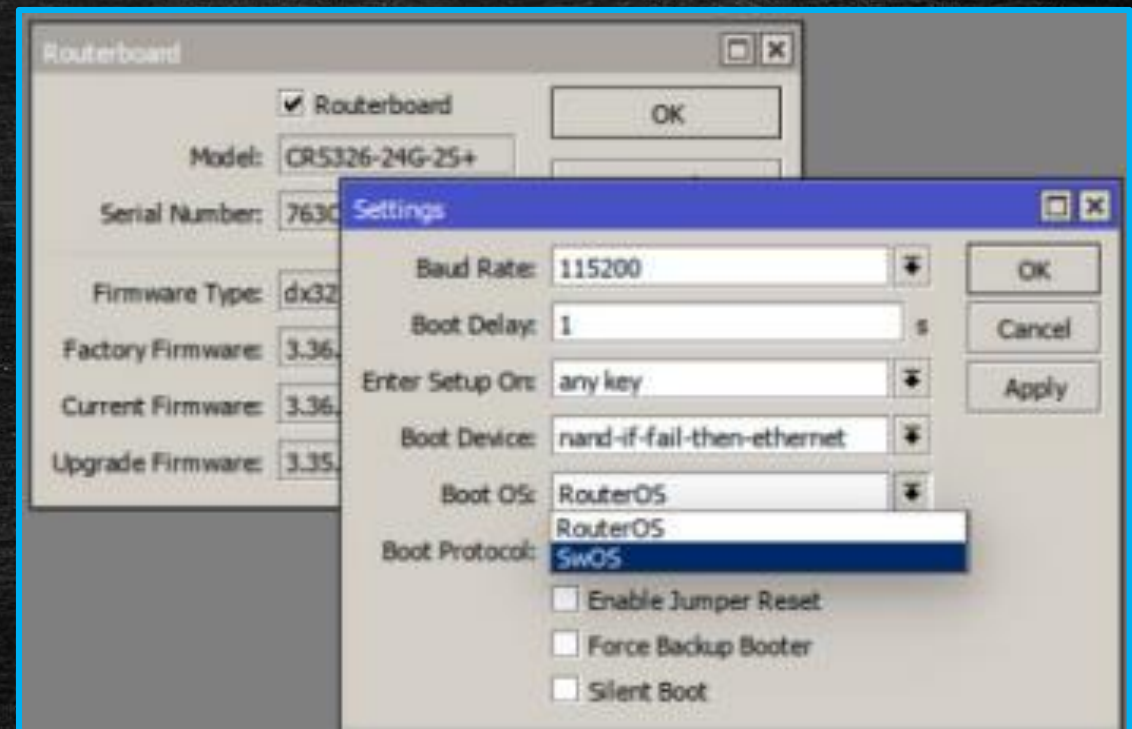 Routerboard
Routerboard
OK
Model: CRS326-24G-2S+
Serial Number: 763C
Firmware Type: dx32
Factory Firmware: 3.36.
Current Firmware: 3.36.
Upgrade Firmware: 3.35.
Settings
Baud Rate: 115200
OK
Boot Delay: 1 s
Cancel
Enter Setup On: any key
Apply
Boot Device: nand-if-fail-then-ethernet
Boot OS: RouterOS
RouterOS
Boot Protocol:
SwOS
Enable Jumper Reset
Force Backup Booter
Silent Boot